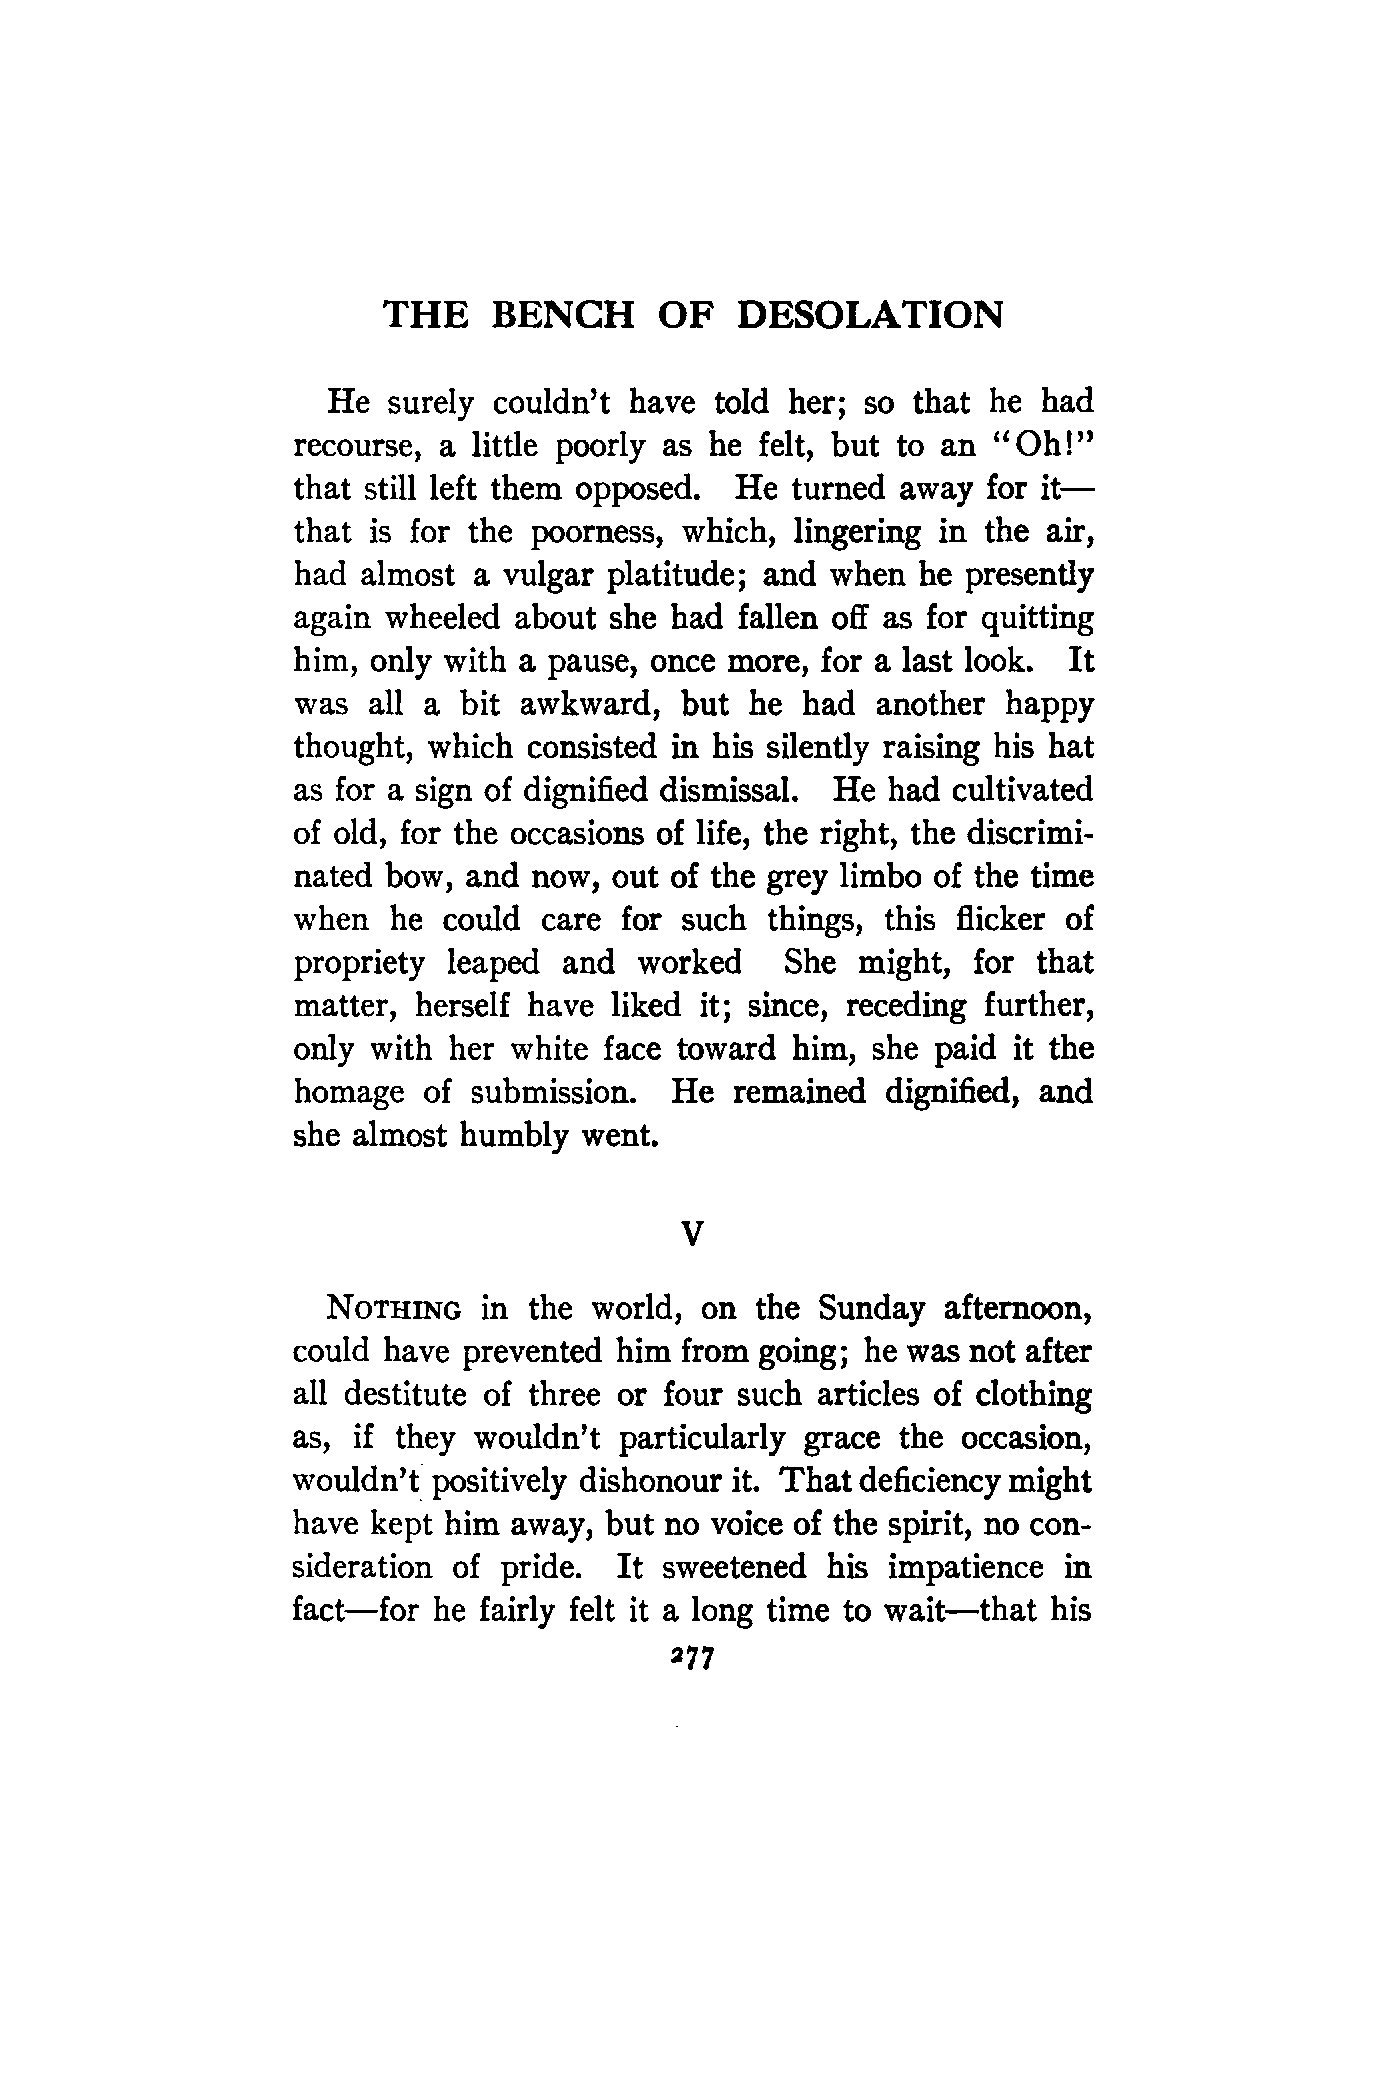 THE BENCH OF DESOLATION
He surely couldn't have told her; so that he had
recourse, a little poorly as he felt, but to an "Oh!"
that still left them opposed. He turned away for it—
that is for the poorness, which, lingering in the air,
had almost a vulgar platitude; and when he presently
again wheeled about she had fallen off as for quitting
him, only with a pause, once more, for a last look. It
was all a bit awkward, but he had another happy
thought, which consisted in his silently raising his hat
as for a sign of dignified dismissal. He had cultivated
of old, for the occasions of life, the right, the discrimi-
nated bow, and now, out of the grey limbo of the time
when he could care for such things, this flicker of
propriety leaped and worked She might, for that
matter, herself have liked it; since, receding further,
only with her white face toward him, she paid it the
homage of submission. He remained dignified, and
she almost humbly went.
V
NOTHING in the world, on the Sunday afternoon,
could have prevented him from going; he was not after
all destitute of three or four such articles of clothing
as, if they wouldn't particularly grace the occasion,
wouldn't positively dishonour it. That deficiency might
have kept him away, but no voice of the spirit, no con-
sideration of pride. It sweetened his impatience in
fact—for he fairly felt it a long time to wait—that his
277